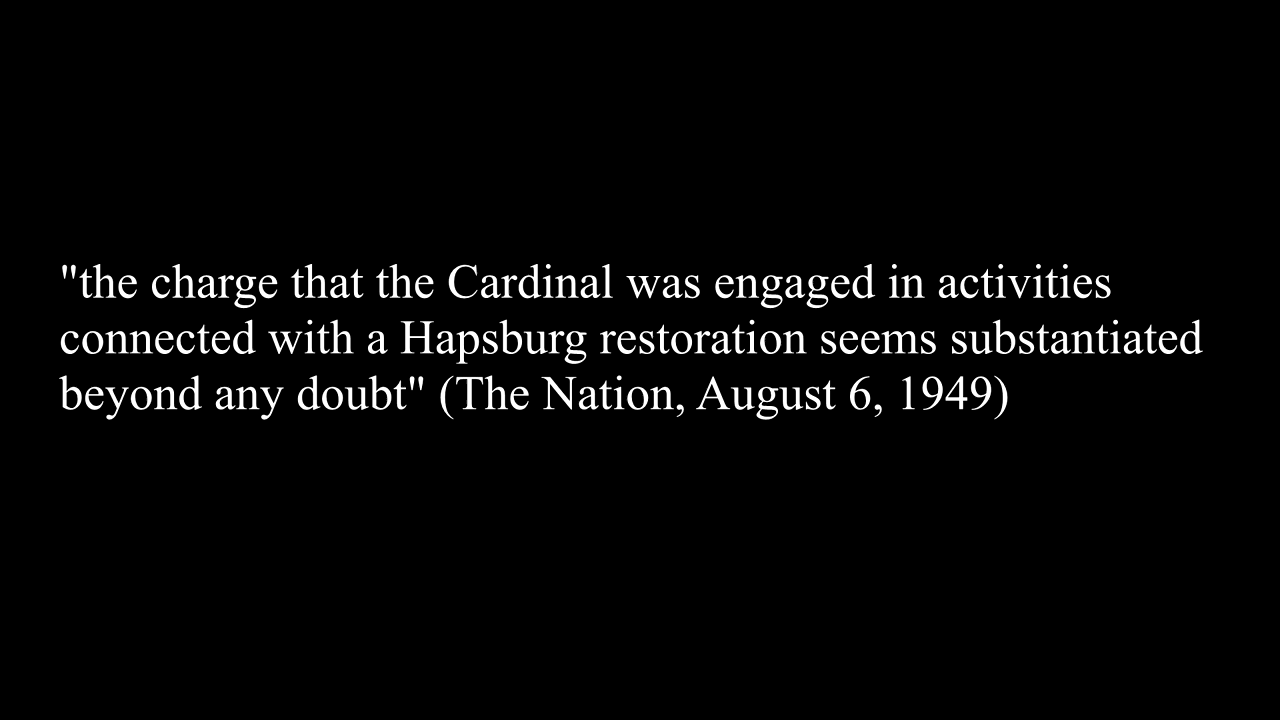 "the charge that the Cardinal was engaged in activities
connected with a Hapsburg restoration seems substantiated
beyond any doubt" (The Nation, August 6, 1949)